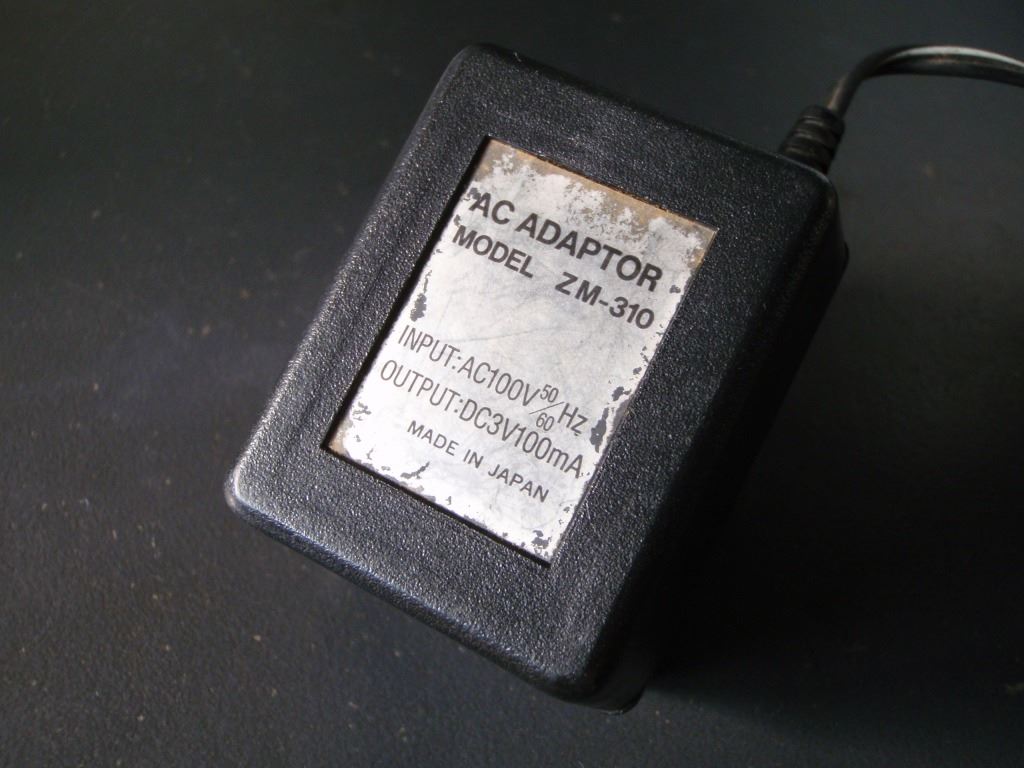 AC ADAPTOR
MODEL ZM-310
INPUT:AC100V 50/60 Hz
OUTPUT:DC3V100mA
MADE IN JAPAN